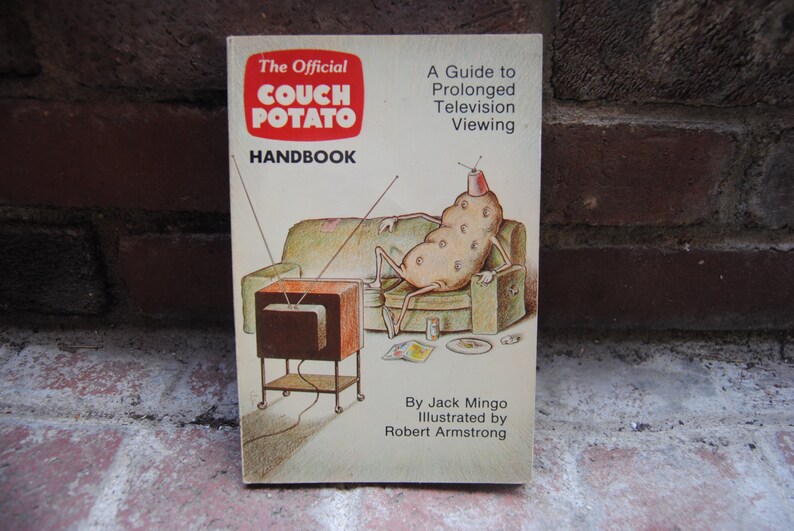 The Official
COUCH
POTATO
HANDBOOK
A Guide to
Prolonged
Television
Viewing
By Jack Mingo
Illustrated by
Robert Armstrong